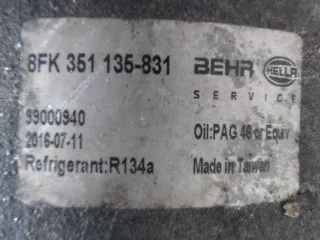 8FK 351 135-831 BEHR HELLA
SERVICE
99000940
2016-07-11 Oil:PAG 46 or Equiv
Refrigerant:R134a Made in Taiwan